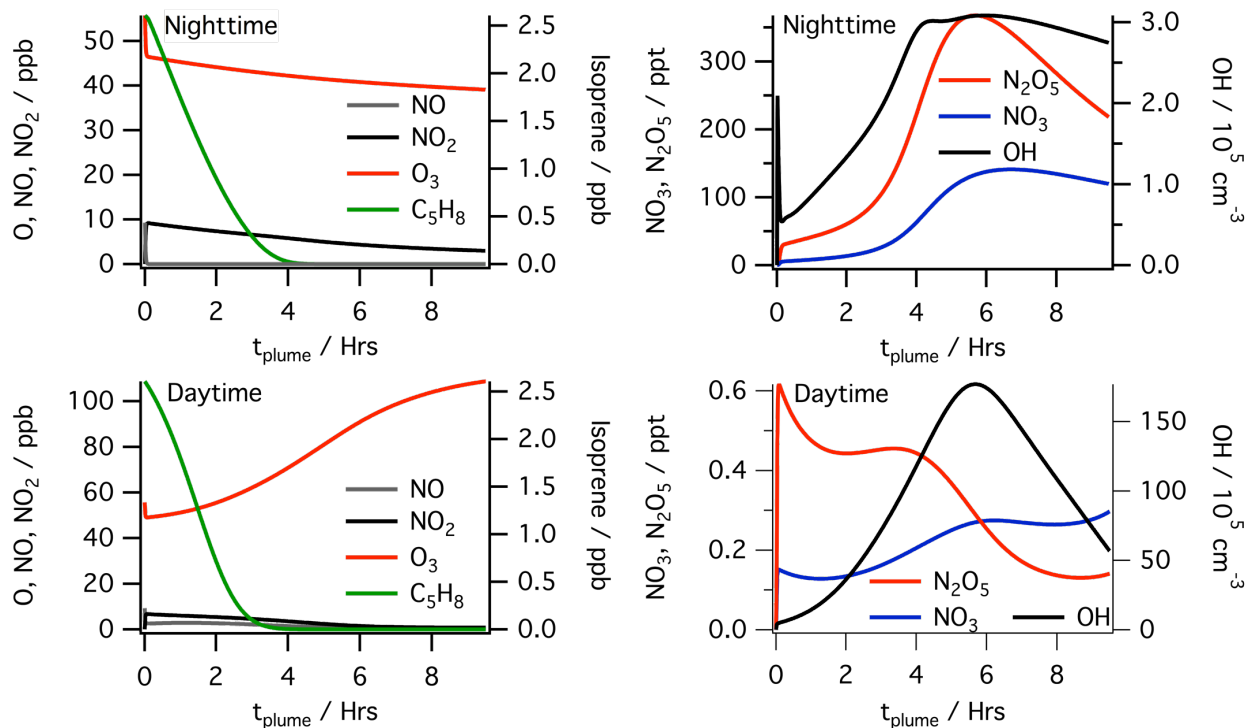 Nighttime
O, NO, NO2 / ppb
50
40
30
20
10
0
2.5
2.0
1.5
1.0
0.5
0.0
Isoprene / ppb
NO
NO2
O3
C5H8
0 2 4 6 8
tplume / Hrs
Nighttime
NO3, N2O5 / ppt
300
200
100
0
3.0
2.0
1.0
0.0
OH / 10^5 cm^-3
N2O5
NO3
OH
0 2 4 6 8
tplume / Hrs
Daytime
O, NO, NO2 / ppb
100
80
60
40
20
0
2.5
2.0
1.5
1.0
0.5
0.0
Isoprene / ppb
NO
NO2
O3
C5H8
0 2 4 6 8
tplume / Hrs
Daytime
NO3, N2O5 / ppt
0.6
0.4
0.2
0.0
150
100
50
0
OH / 10^5 cm^-3
N2O5
NO3 OH
0 2 4 6 8
tplume / Hrs